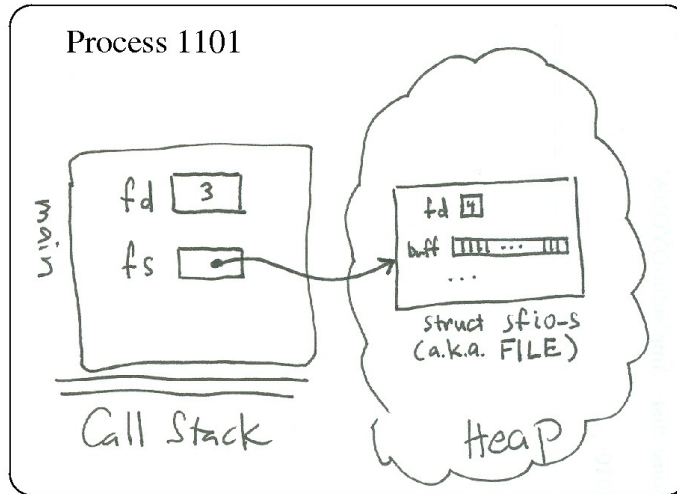 Process 1101
main
fd 3
fs
Call Stack
fd 4
buff ...
...
struct sfio-s
(a.k.a. FILE)
Heap